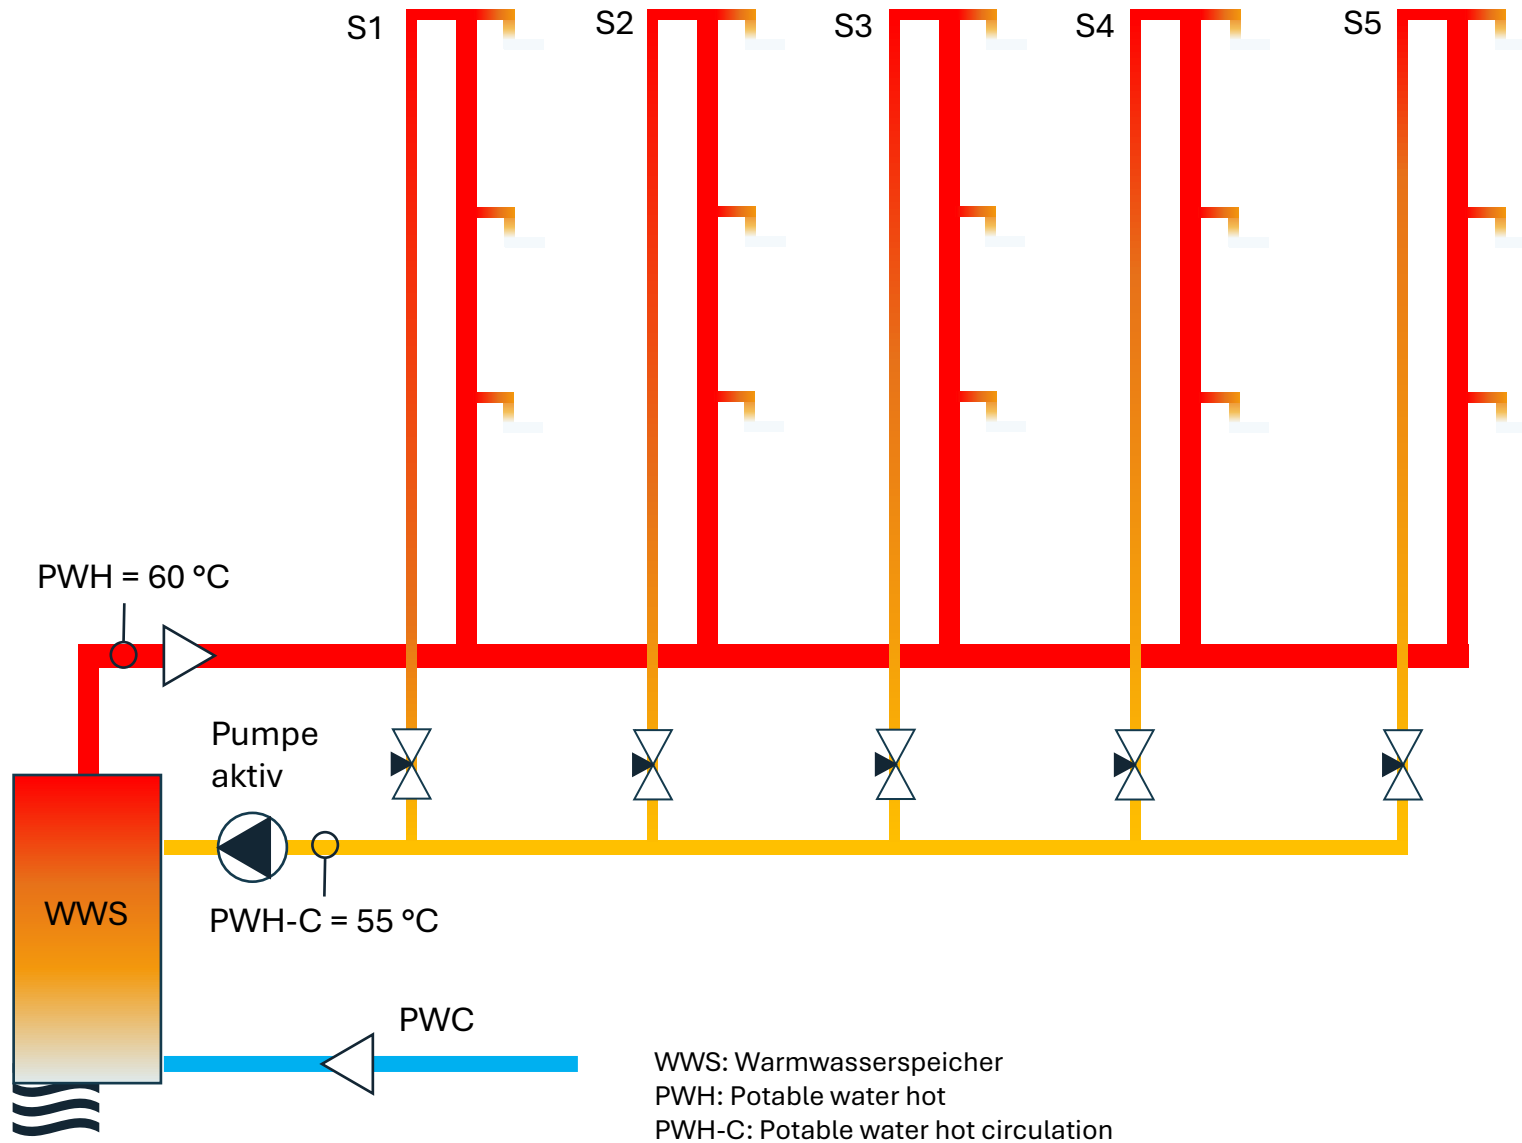 S1
S2
S3
S4
S5
PWH = 60 °C
Pumpe
aktiv
WWS
PWH-C = 55 °C
PWC
WWS: Warmwasserspeicher
PWH: Potable water hot
PWH-C: Potable water hot circulation